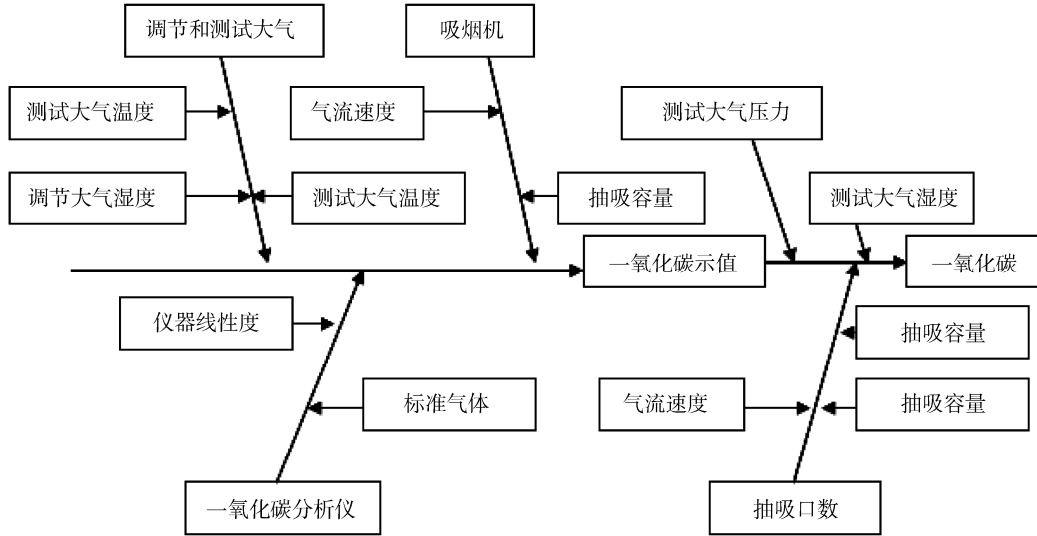 调节和测试大气
吸烟机
测试大气温度
气流速度
测试大气压力
调节大气湿度
测试大气温度
抽吸容量
测试大气湿度
一氧化碳示值
一氧化碳
仪器线性度
抽吸容量
标准气体
气流速度
抽吸容量
一氧化碳分析仪
抽吸口数